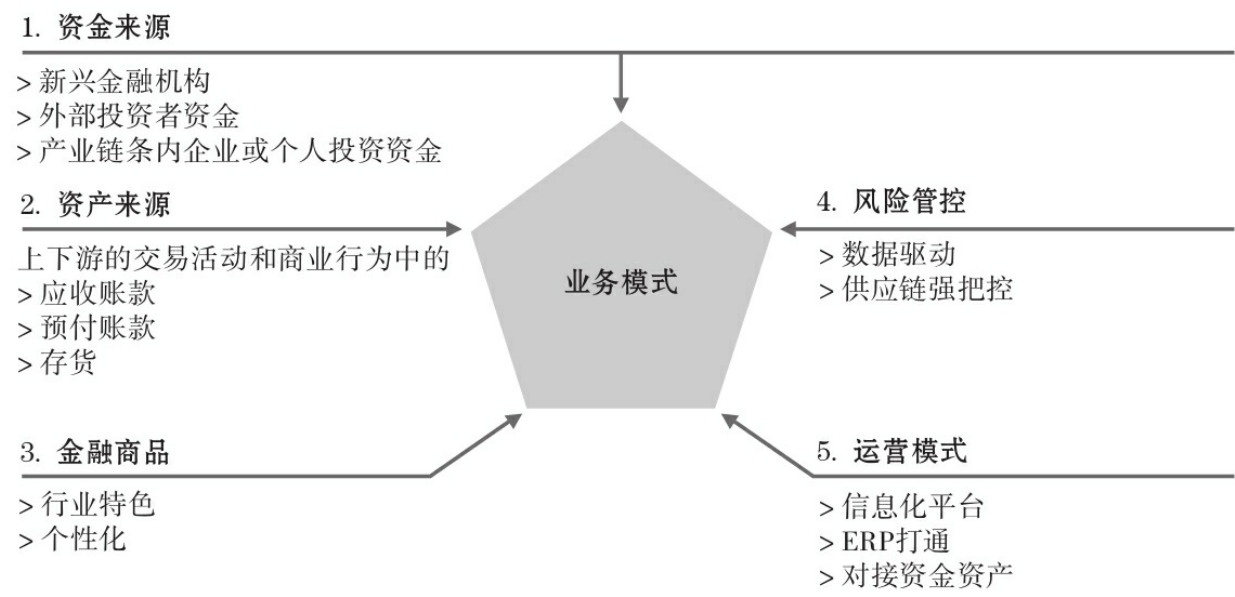 1. 资金来源
> 新兴金融机构
> 外部投资者资金
> 产业链条内企业或个人投资资金
2. 资产来源
上下游的交易活动和商业行为中的
> 应收账款
> 预付账款
> 存货
3. 金融商品
> 行业特色
> 个性化
业务模式
4. 风险管控
> 数据驱动
> 供应链强把控
5. 运营模式
> 信息化平台
> ERP打通
> 对接资金资产